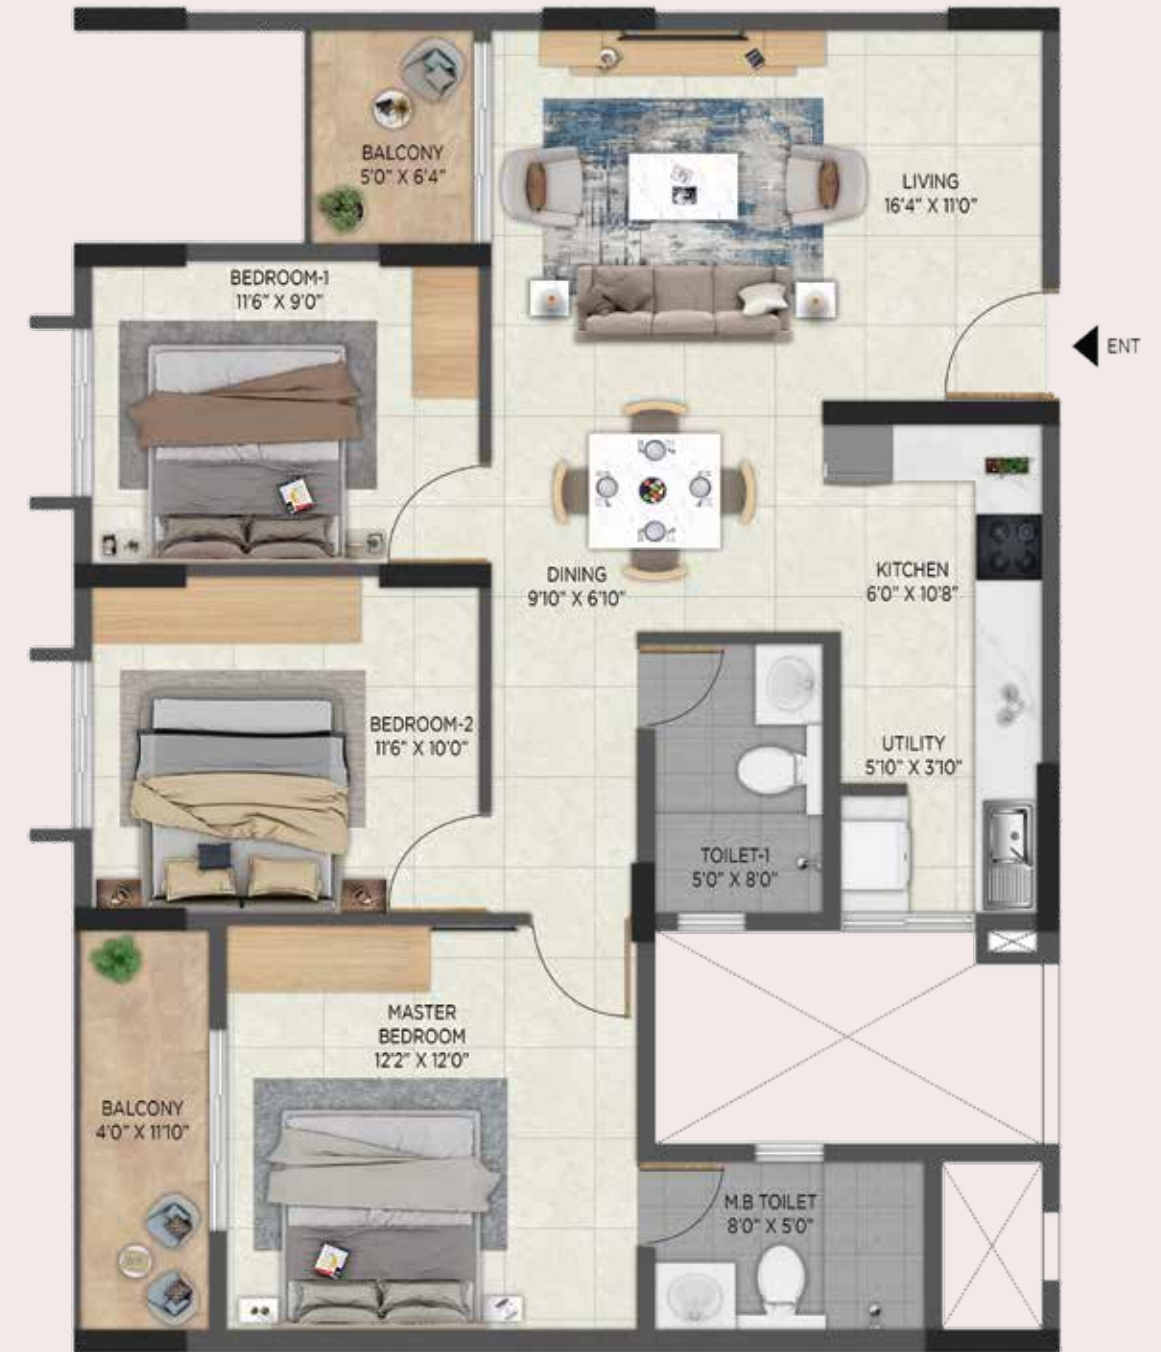 BALCONY
5'0" X 6'4"
LIVING
16'4" X 11'0"
BEDROOM-1
11'6" X 9'0"
ENT
DINING
9'10" X 6'10"
KITCHEN
6'0" X 10'8"
BEDROOM-2
11'6" X 10'0"
UTILITY
5'10" X 3'10"
TOILET-1
5'0" X 8'0"
MASTER
BEDROOM
12'2" X 12'0"
BALCONY
4'0" X 11'10"
M.B TOILET
8'0" X 5'0"